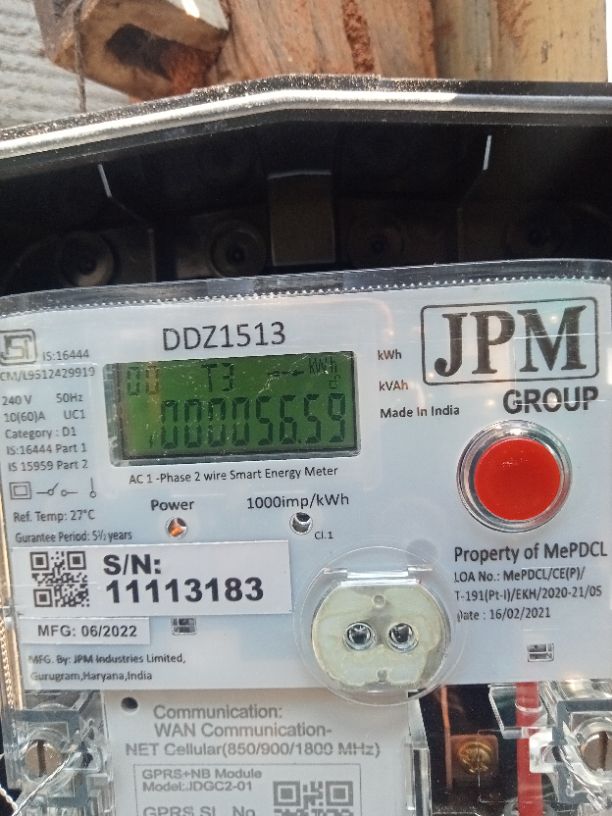 DDZ1513
JPM
GROUP
IS:16444
CM/L9512429919
240 V 50Hz
10(60)A UC1
Category : D1
IS:16444 Part 1
IS 15959 Part 2
Ref. Temp: 27°C
Gurantee Period: 5½ years
00 T3 kWh
00005659
kWh
kVAh
Made In India
AC 1 -Phase 2 wire Smart Energy Meter
Power
1000imp/kWh
Cl.1
S/N:
11113183
MFG: 06/2022
MFG. By: JPM Industries Limited,
Gurugram,Haryana,India
Property of MePDCL
LOA No.: MePDCL/CE(P)/
T-191(Pt-I)/EKH/2020-21/05
Date : 16/02/2021
Communication:
WAN Communication-
NET Cellular(850/900/1800 MHz)
GPRS+NB Module
Model:JDGC2-01
GPRS SL No